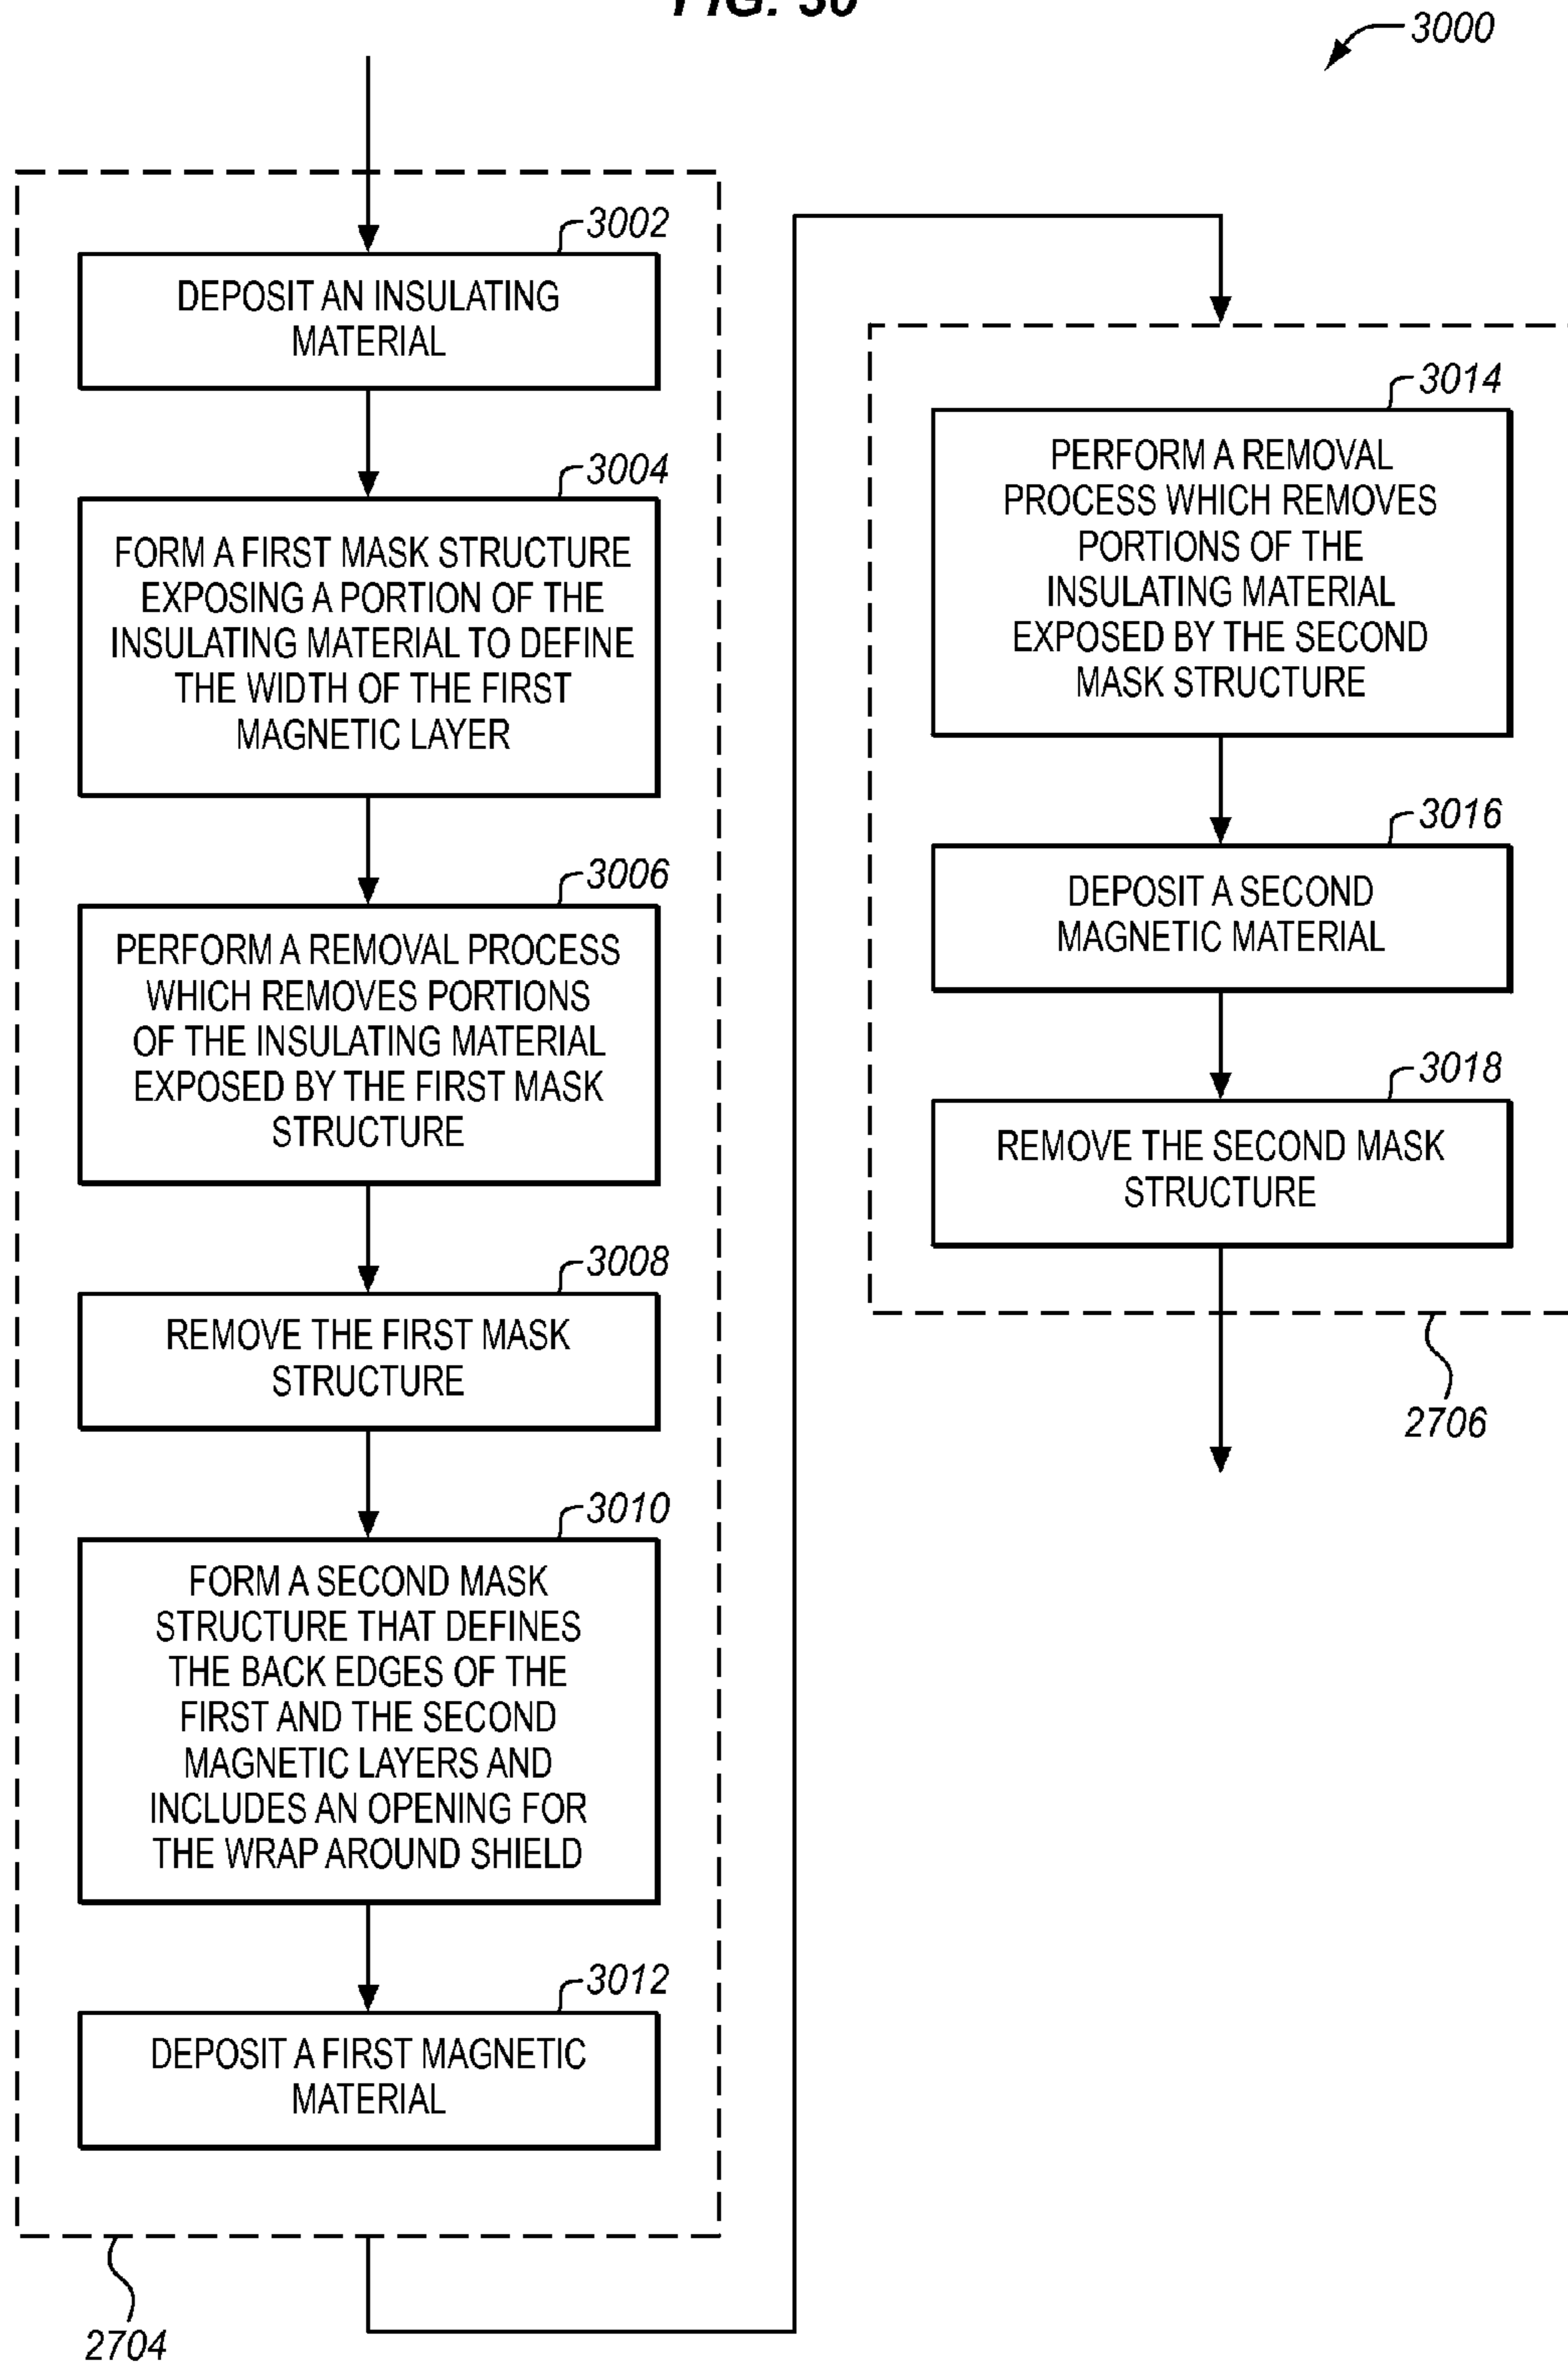 FIG. 30
3000
3002
DEPOSIT AN INSULATING
MATERIAL
3004
FORM A FIRST MASK STRUCTURE
EXPOSING A PORTION OF THE
INSULATING MATERIAL TO DEFINE
THE WIDTH OF THE FIRST
MAGNETIC LAYER
3006
PERFORM A REMOVAL PROCESS
WHICH REMOVES PORTIONS
OF THE INSULATING MATERIAL
EXPOSED BY THE FIRST MASK
STRUCTURE
3008
REMOVE THE FIRST MASK
STRUCTURE
3010
FORM A SECOND MASK
STRUCTURE THAT DEFINES
THE BACK EDGES OF THE
FIRST AND THE SECOND
MAGNETIC LAYERS AND
INCLUDES AN OPENING FOR
THE WRAP AROUND SHIELD
3012
DEPOSIT A FIRST MAGNETIC
MATERIAL
2704
3014
PERFORM A REMOVAL
PROCESS WHICH REMOVES
PORTIONS OF THE
INSULATING MATERIAL
EXPOSED BY THE SECOND
MASK STRUCTURE
3016
DEPOSIT A SECOND
MAGNETIC MATERIAL
3018
REMOVE THE SECOND MASK
STRUCTURE
2706